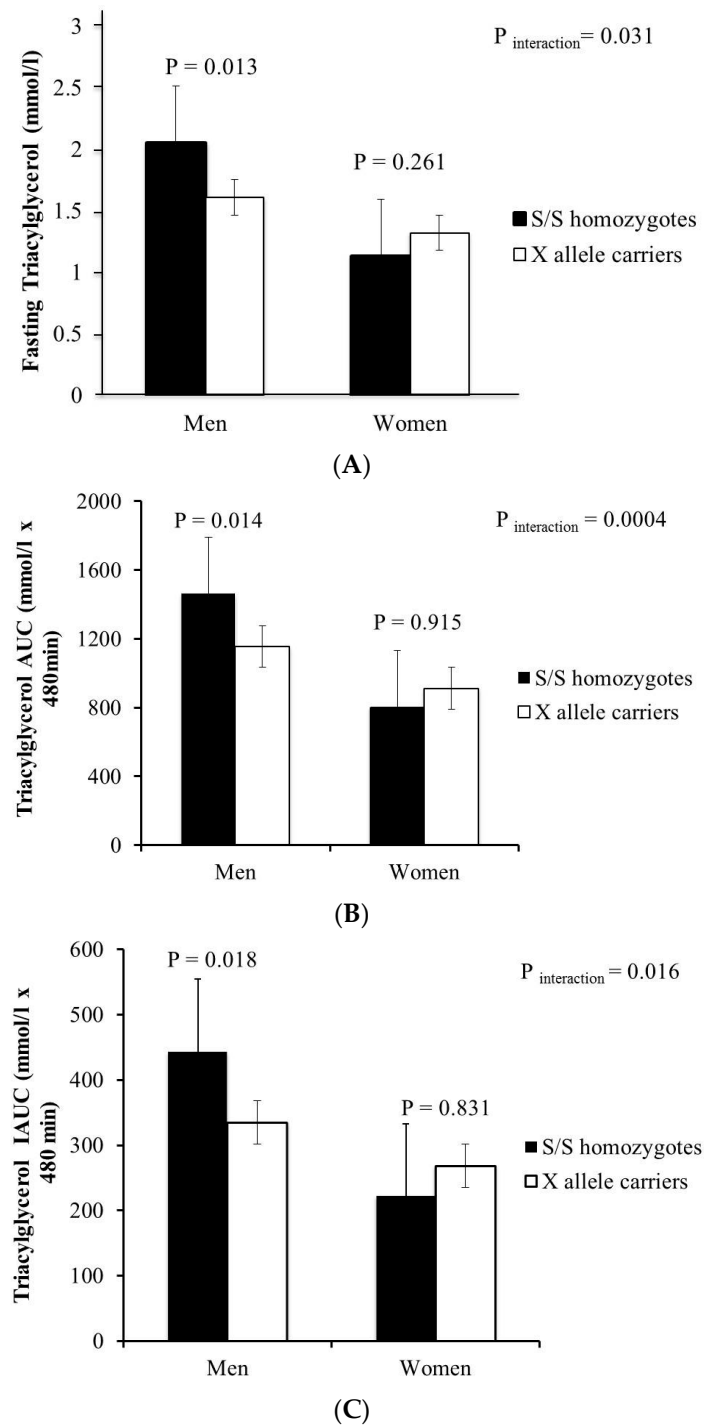 P interaction= 0.031
P = 0.013
P = 0.261
Fasting Triacylglycerol (mmol/l)
3
2.5
2
1.5
1
0.5
0
S/S homozygotes
X allele carriers
Men
Women
(A)
P interaction = 0.0004
P = 0.014
P = 0.915
Triacylglycerol AUC (mmol/l x
480min)
2000
1600
1200
800
400
0
S/S homozygotes
X allele carriers
Men
Women
(B)
P interaction = 0.016
P = 0.018
P = 0.831
Triacylglycerol IAUC (mmol/l x
480 min)
600
500
400
300
200
100
0
S/S homozygotes
X allele carriers
Men
Women
(C)